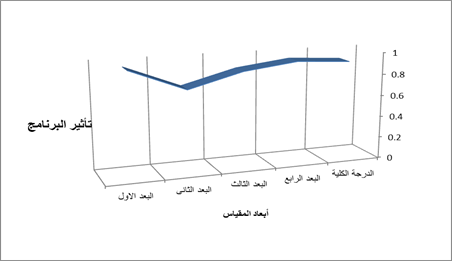 تأثير البرنامج
1
0.8
0.6
0.4
0.2
0
البعد الاول
البعد الثانى
البعد الثالث
البعد الرابع
الدرجة الكلية
أبعاد المقياس